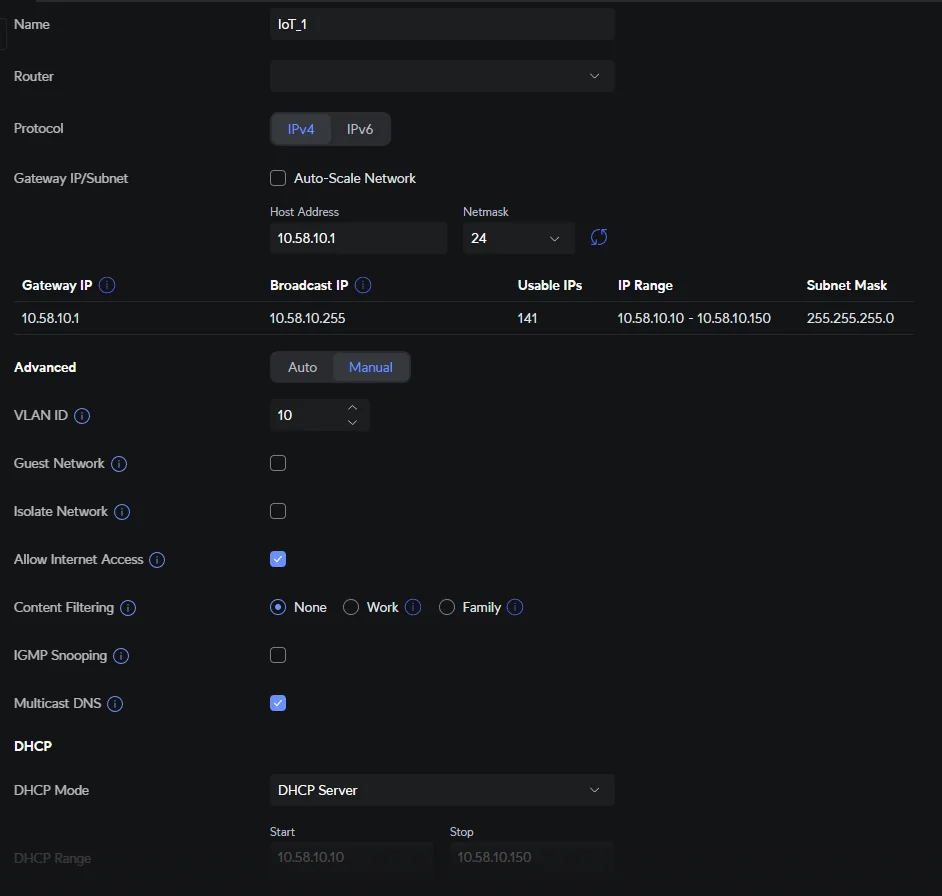 Name IoT_1
Router
Protocol IPv4 IPv6
Gateway IP/Subnet Auto-Scale Network
Host Address Netmask
10.58.10.1 24
Gateway IP Broadcast IP Usable IPs IP Range Subnet Mask
10.58.10.1 10.58.10.255 141 10.58.10.10 - 10.58.10.150 255.255.255.0
Advanced Auto Manual
VLAN ID 10
Guest Network
Isolate Network
Allow Internet Access
Content Filtering None Work Family
IGMP Snooping
Multicast DNS
DHCP
DHCP Mode DHCP Server
Start Stop
DHCP Range 10.58.10.10 10.58.10.150